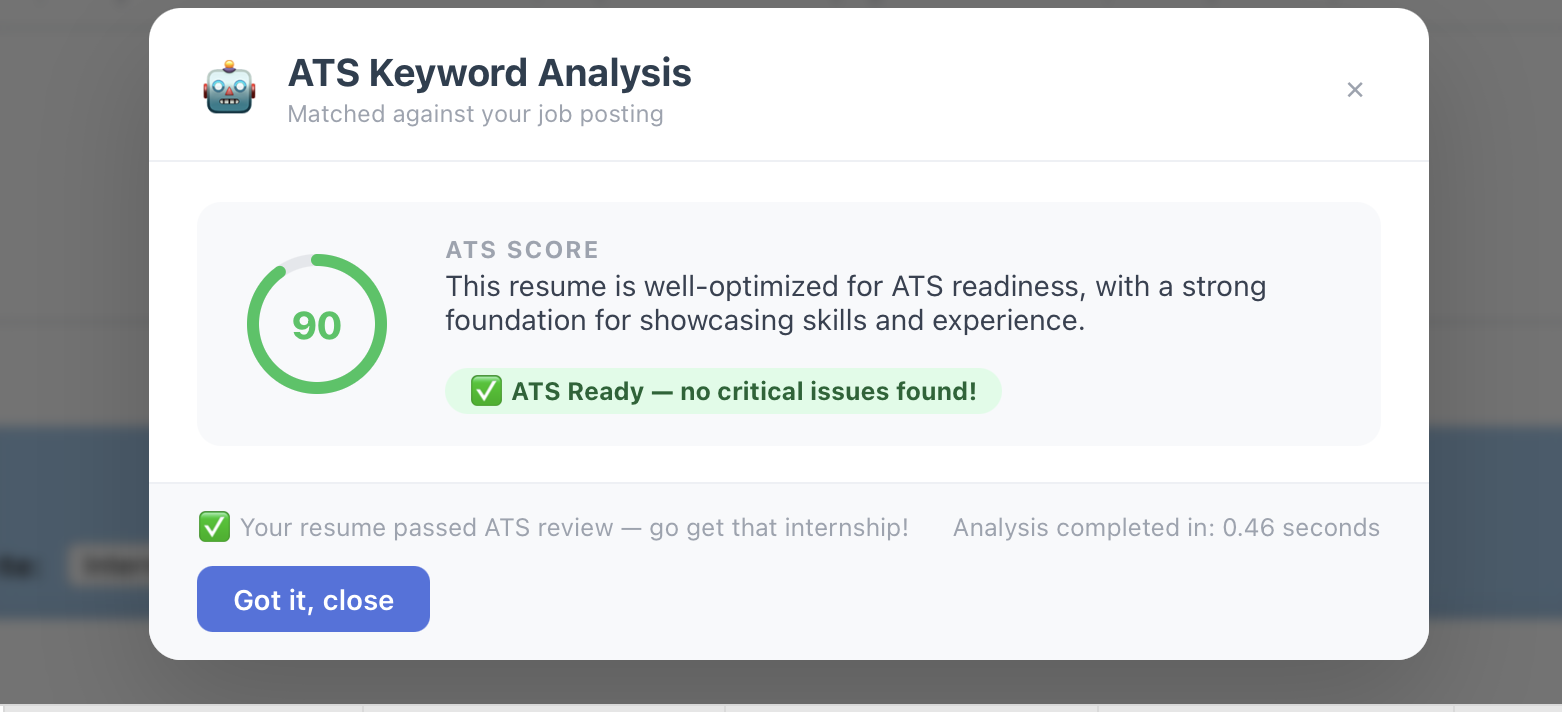 ATS Keyword Analysis
Matched against your job posting
×
90
ATS SCORE
This resume is well-optimized for ATS readiness, with a strong
foundation for showcasing skills and experience.
✅ ATS Ready — no critical issues found!
✅ Your resume passed ATS review — go get that internship!
Analysis completed in: 0.46 seconds
Got it, close